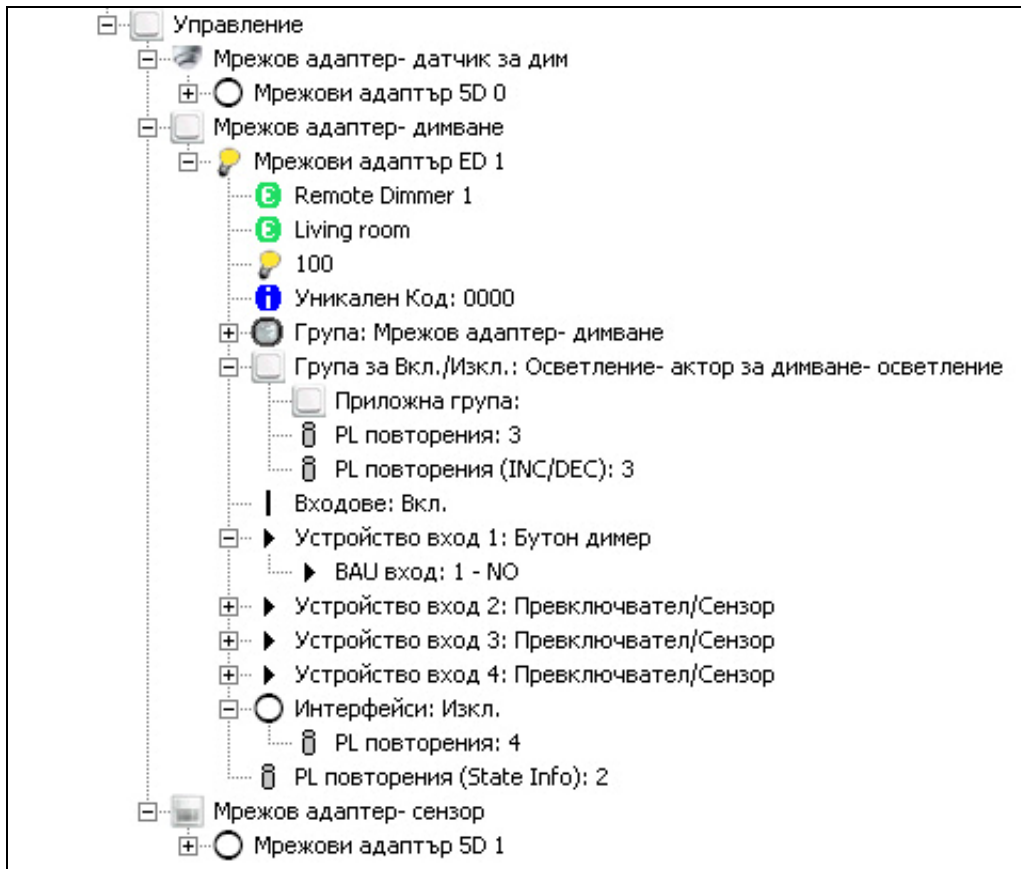 Управление
Мрежов адаптер- датчик за дим
Мрежови адаптър 5D 0
Мрежов адаптер- димване
Мрежови адаптър ED 1
Remote Dimmer 1
Living room
100
Уникален Код: 0000
Група: Мрежов адаптер- димване
Група за Вкл./Изкл.: Осветление- актор за димване- осветление
Приложна група:
PL повторения: 3
PL повторения (INC/DEC): 3
Входове: Вкл.
Устройство вход 1: Бутон димер
BAU вход: 1 - NO
Устройство вход 2: Превключвател/Сензор
Устройство вход 3: Превключвател/Сензор
Устройство вход 4: Превключвател/Сензор
Интерфейси: Изкл.
PL повторения: 4
PL повторения (State Info): 2
Мрежов адаптер- сензор
Мрежови адаптър 5D 1